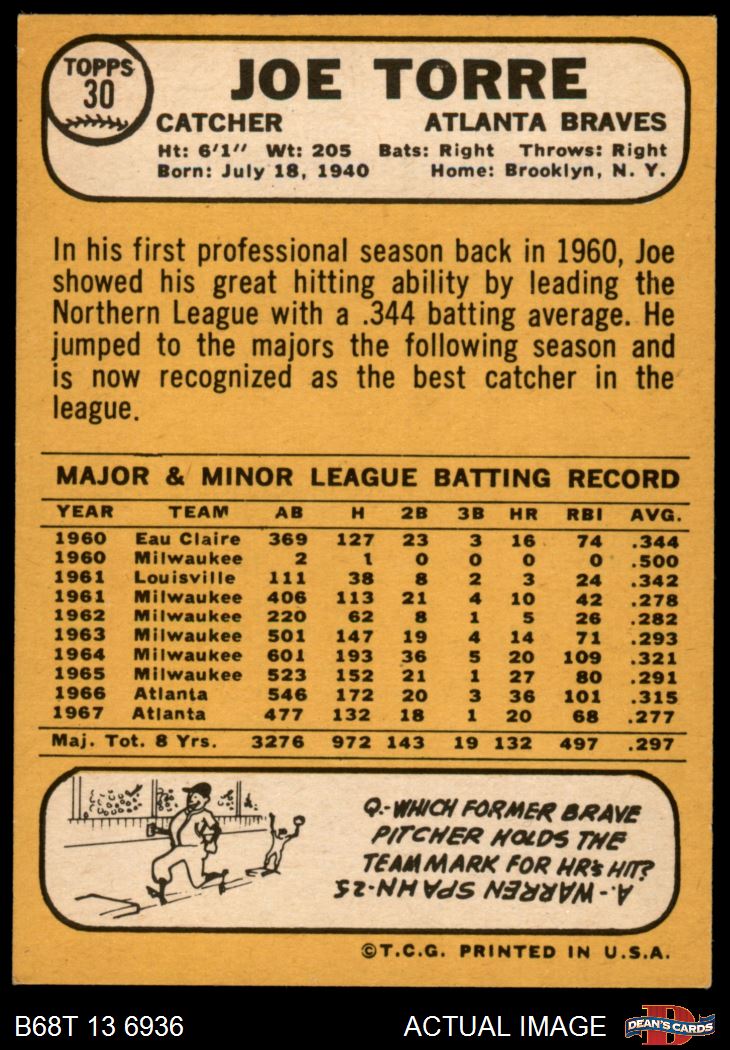 TOPPS
30
JOE TORRE
CATCHER ATLANTA BRAVES
Ht: 6'1" Wt: 205 Bats: Right Throws: Right
Born: July 18, 1940 Home: Brooklyn, N. Y.
In his first professional season back in 1960, Joe
showed his great hitting ability by leading the
Northern League with a .344 batting average. He
jumped to the majors the following season and
is now recognized as the best catcher in the
league.
MAJOR & MINOR LEAGUE BATTING RECORD
YEAR TEAM AB H 2B 3B HR RBI AVG.
1960 Eau Claire 369 127 23 3 16 74 .344
1960 Milwaukee 2 1 0 0 0 0 .500
1961 Louisville 111 38 8 2 3 24 .342
1961 Milwaukee 406 113 21 4 10 42 .278
1962 Milwaukee 220 62 8 1 5 26 .282
1963 Milwaukee 501 147 19 4 14 71 .293
1964 Milwaukee 601 193 36 5 20 109 .321
1965 Milwaukee 523 152 21 1 27 80 .291
1966 Atlanta 546 172 20 3 36 101 .315
1967 Atlanta 477 132 18 1 20 68 .277
Maj. Tot. 8 Yrs. 3276 972 143 19 132 497 .297
Q.-WHICH FORMER BRAVE
PITCHER HOLDS THE
TEAM MARK FOR HR's HIT?
A.-WARREN SPAHN-25
©T.C.G. PRINTED IN U.S.A.
B68T 13 6936 ACTUAL IMAGE
D
DEAN'S CARDS